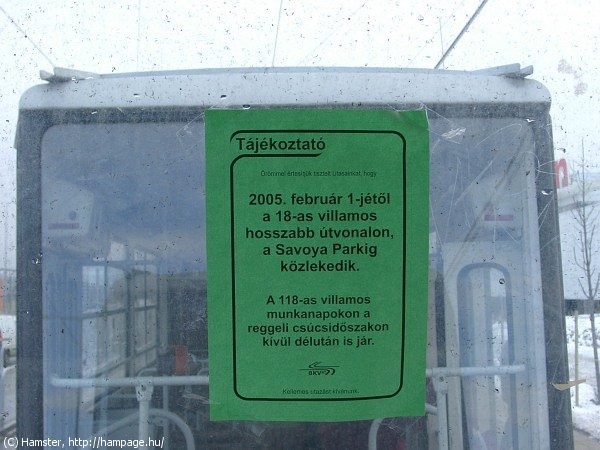 Tájékoztató
Örömmel értesítjük tisztelt Utasainkat, hogy
2005. február 1-jétől
a 18-as villamos
hosszabb útvonalon,
a Savoya Parkig
közlekedik.
A 118-as villamos
munkanapokon a
reggeli csúcsidőszakon
kívül délután is jár.
BKV
Kellemes utazást kívánunk.
(C) Hamster, http://hampage.hu/